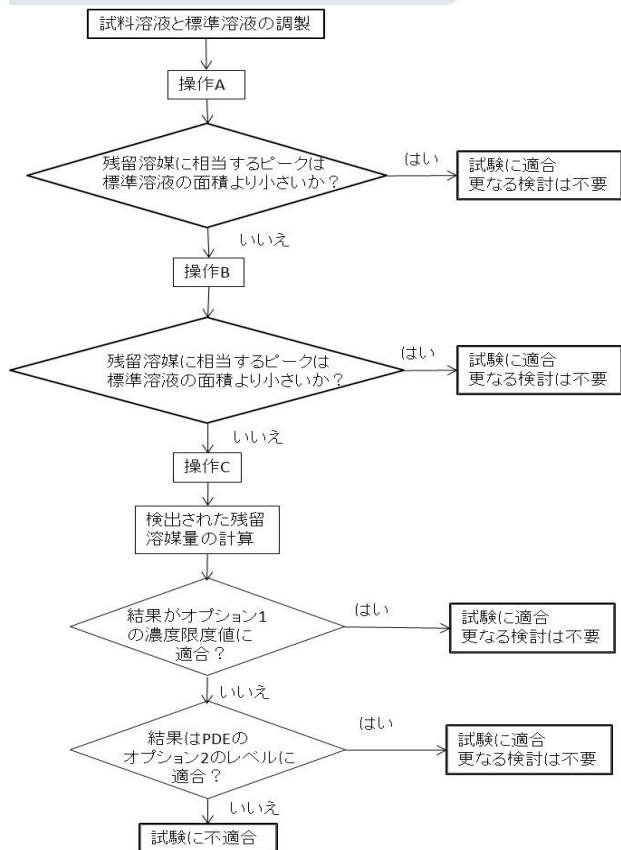 試料溶液と標準溶液の調製
操作A
残留溶媒に相当するピークは
標準溶液の面積より小さいか？
はい
試験に適合
更なる検討は不要
いいえ
操作B
残留溶媒に相当するピークは
標準溶液の面積より小さいか？
はい
試験に適合
更なる検討は不要
いいえ
操作C
検出された残留
溶媒量の計算
結果がオプション1
の濃度限度値に
適合？
はい
試験に適合
更なる検討は不要
いいえ
結果はPDEの
オプション2のレベルに
適合？
はい
試験に適合
更なる検討は不要
いいえ
試験に不適合